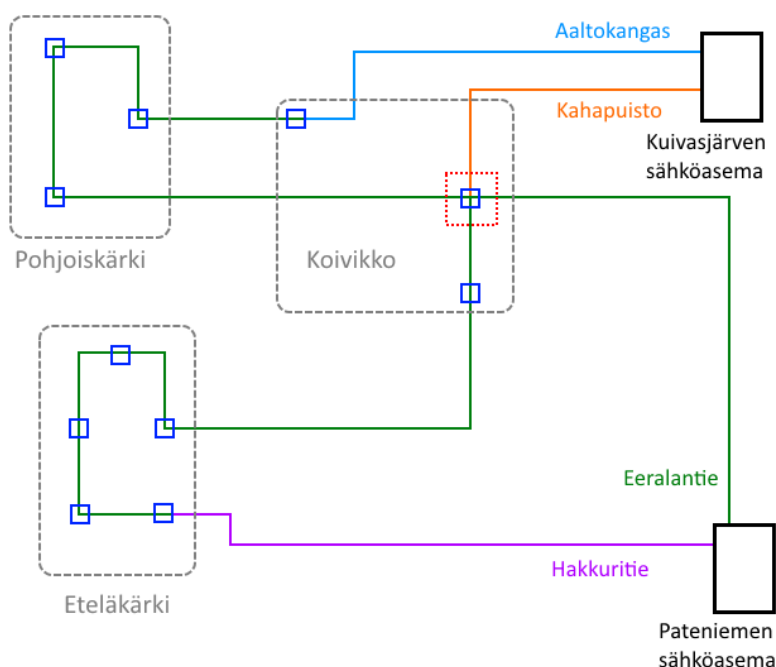 Aaltokangas
Kahapuisto
Kuivasjärven
sähköasema
Pohjoiskärki
Koivikko
Eeralantie
Hakkuritie
Eteläkärki
Pateniemen
sähköasema